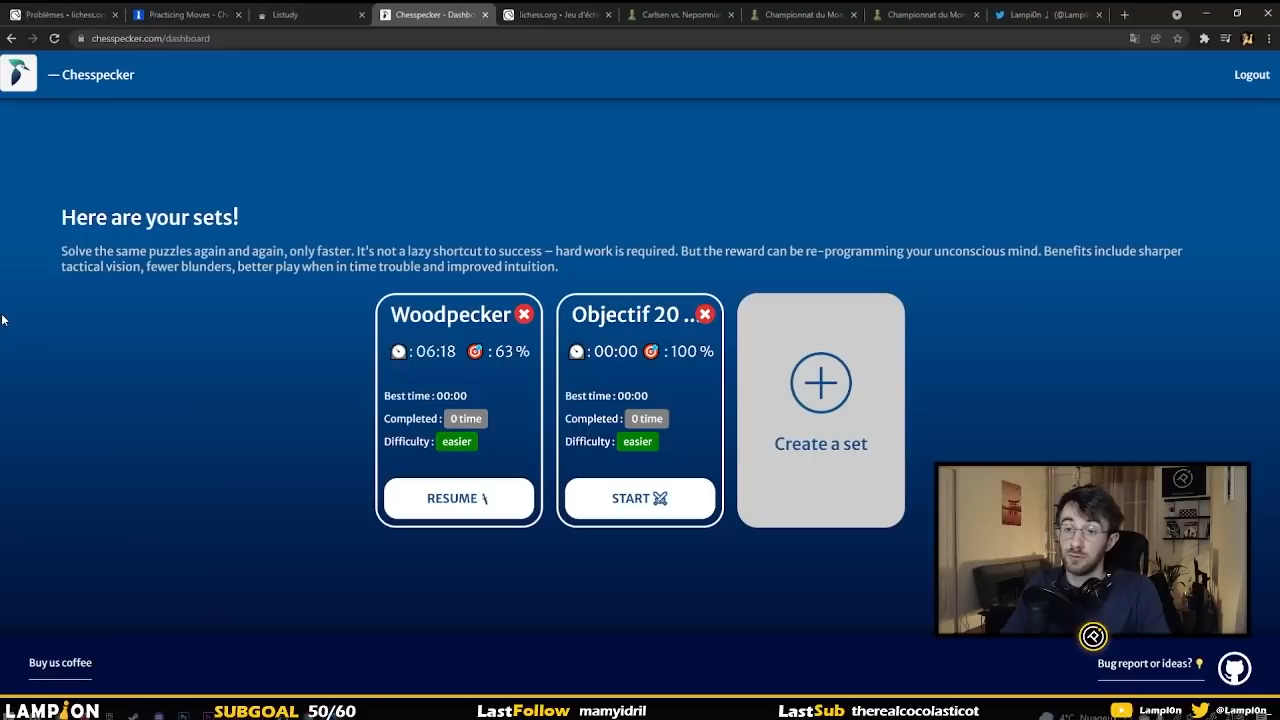 Problèmes • lichess.o
Practicing Moves - Ch
Listudy
Chesspecker - Dashbo
lichess.org • Jeu d'éch
Carlsen vs. Nepomnia
Championnat du Mon
Championnat du Mon
Lampi0n
chesspecker.com/dashboard
— Chesspecker
Logout
Here are your sets!
Solve the same puzzles again and again, only faster. It's not a lazy shortcut to success – hard work is required. But the reward can be re-programming your unconscious mind. Benefits include sharper
tactical vision, fewer blunders, better play when in time trouble and improved intuition.
Woodpecker
: 06:18 : 63 %
Best time : 00:00
Completed : 0 time
Difficulty : easier
RESUME
Objectif 20 ...
: 00:00 : 100 %
Best time : 00:00
Completed : 0 time
Difficulty : easier
START
Create a set
Buy us coffee
Bug report or ideas?
LAMPION
SUBGOAL 50/60
LastFollow mamyidril
LastSub therealcocolasticot
Lampl0n
@Lampl0n_